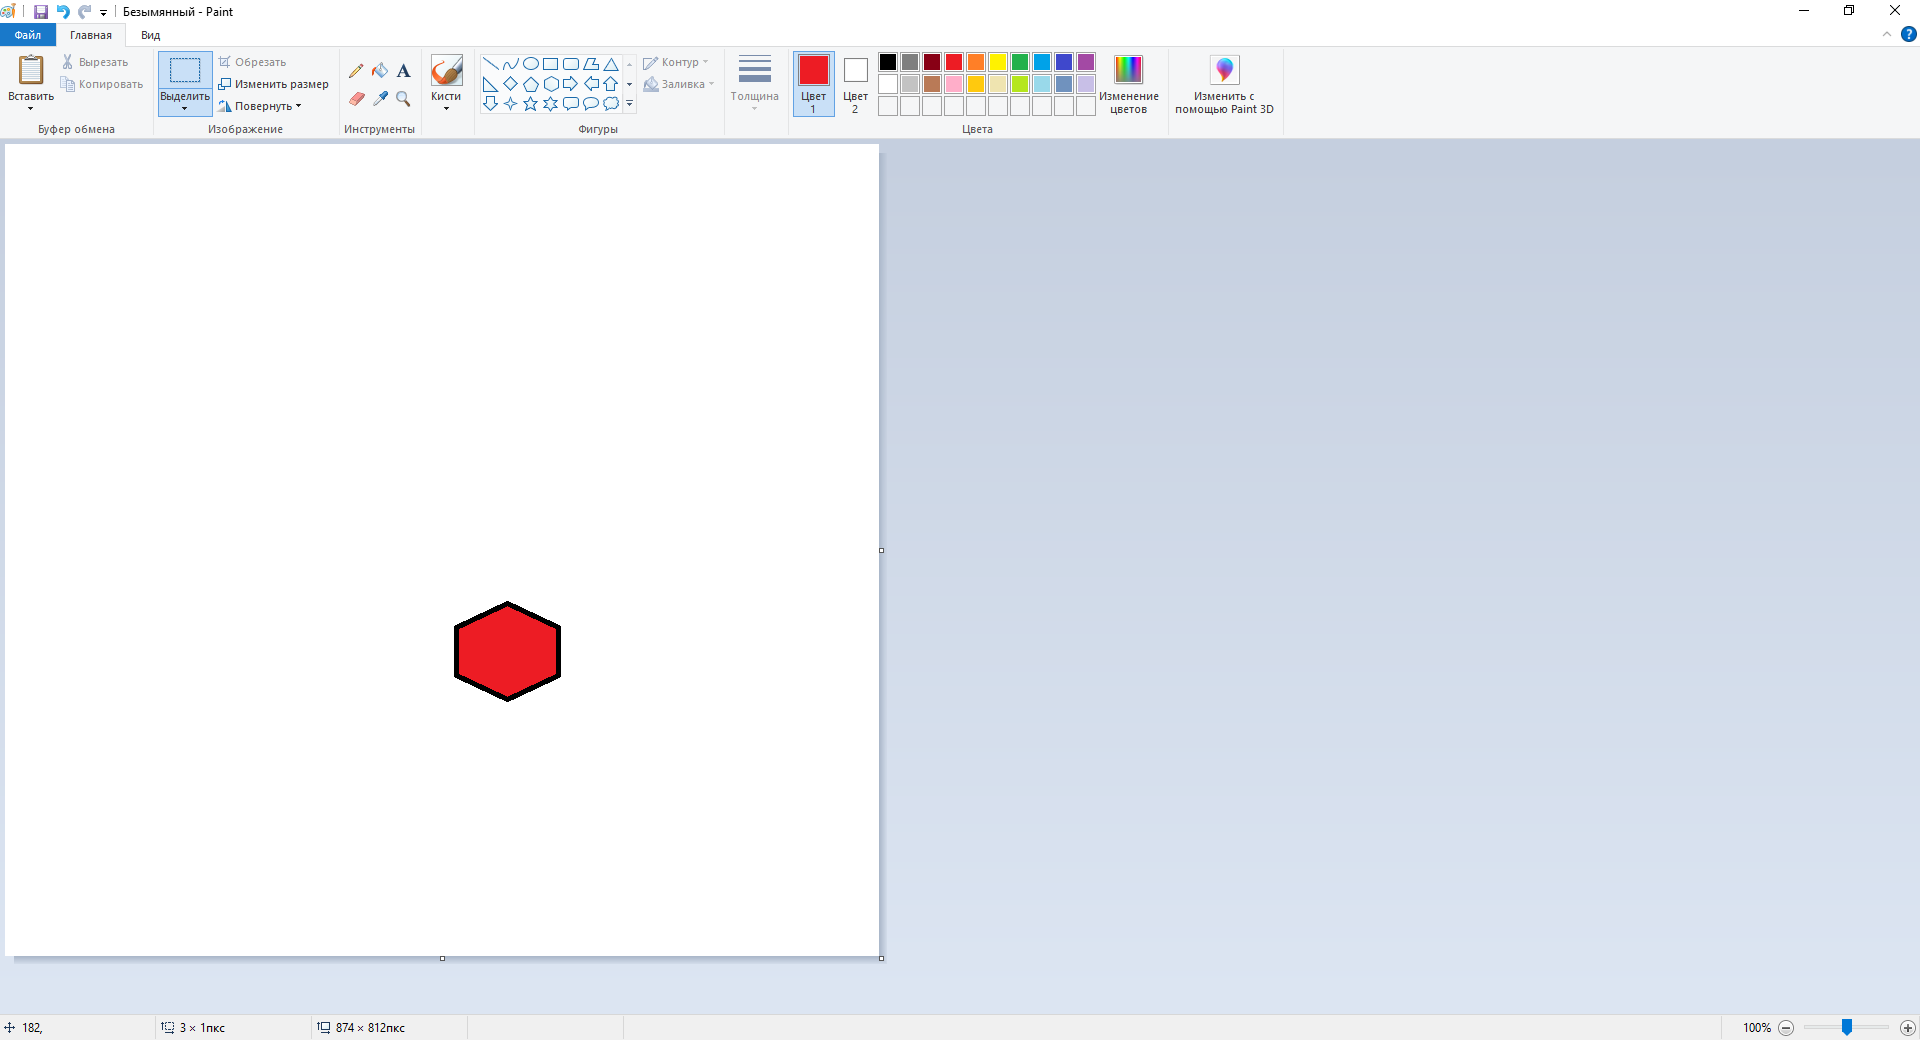 Безымянный - Paint
Файл
Главная
Вид
Вставить
Вырезать
Копировать
Буфер обмена
Выделить
Обрезать
Изменить размер
Повернуть
Изображение
A
Инструменты
Кисти
Фигуры
Контур
Заливка
Толщина
Цвет
1
Цвет
2
Цвета
Изменение
цветов
Изменить с
помощью Paint 3D
182,
3 × 1пкс
874 × 812пкс
100%